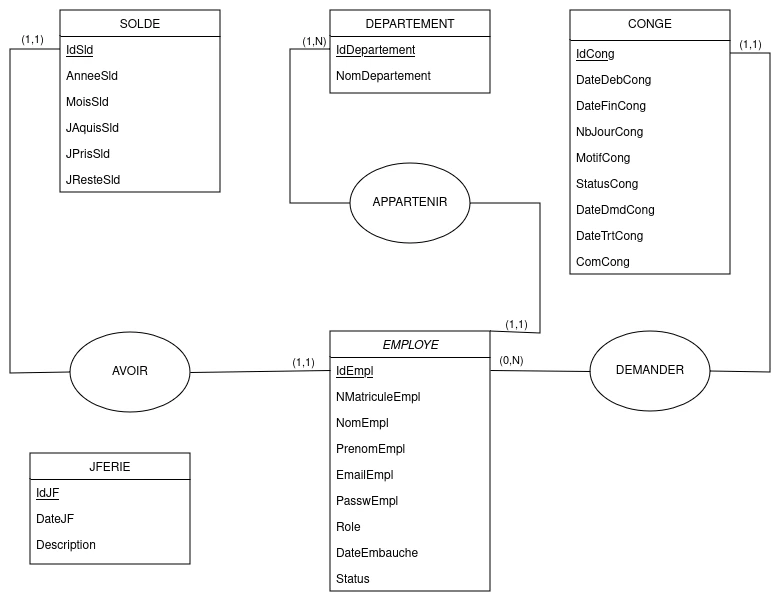 SOLDE
IdSld
AnneeSld
MoisSld
JAquisSld
JPrisSld
JResteSld
(1,1)
DEPARTEMENT
IdDepartement
NomDepartement
(1,N)
CONGE
IdCong
DateDebCong
DateFinCong
NbJourCong
MotifCong
StatusCong
DateDmdCong
DateTrtCong
ComCong
(1,1)
APPARTENIR
(1,1)
AVOIR
(1,1)
EMPLOYE
IdEmpl
NMatriculeEmpl
NomEmpl
PrenomEmpl
EmailEmpl
PasswEmpl
Role
DateEmbauche
Status
(0,N)
DEMANDER
JFERIE
IdJF
DateJF
Description